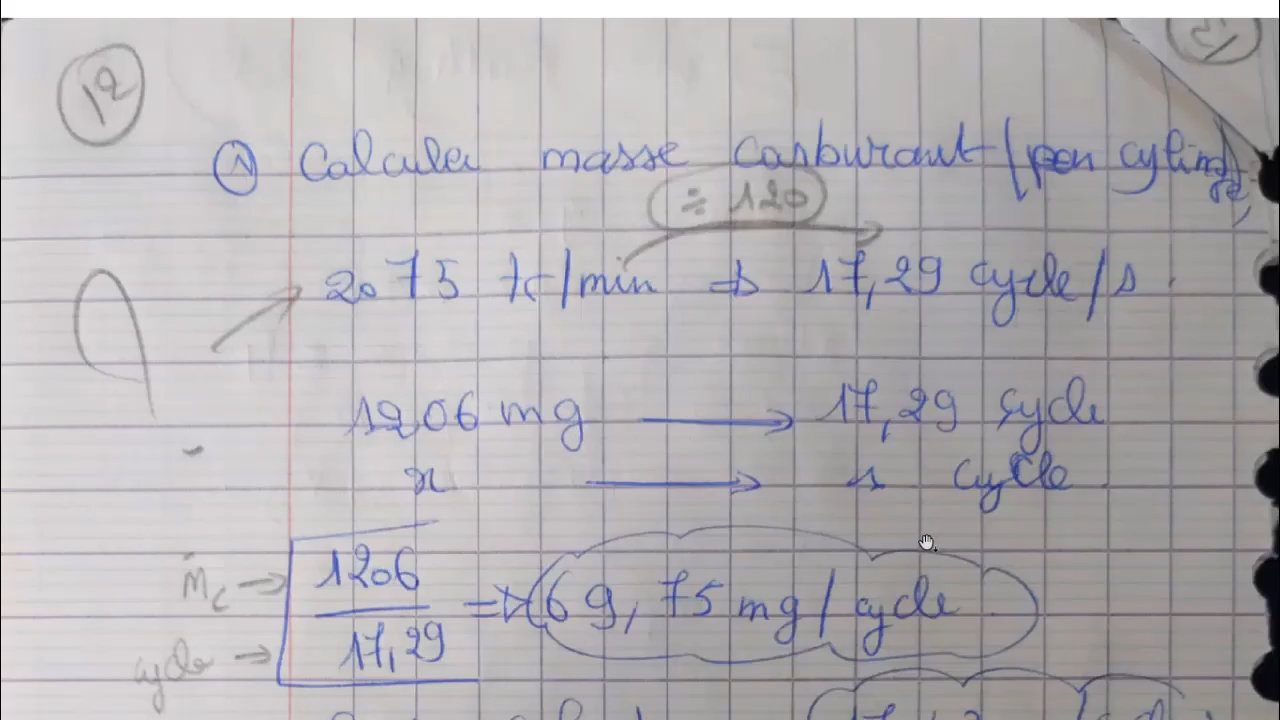 12
① Calculer masse carburant / par cylindre
÷ 120
2075 tr/min => 17,29 cycle/s.
1206 mg → 17,29 cycle
x → 1 cycle
ṁc → 1206
=> 69,75 mg/cycle
cycle → 17,29